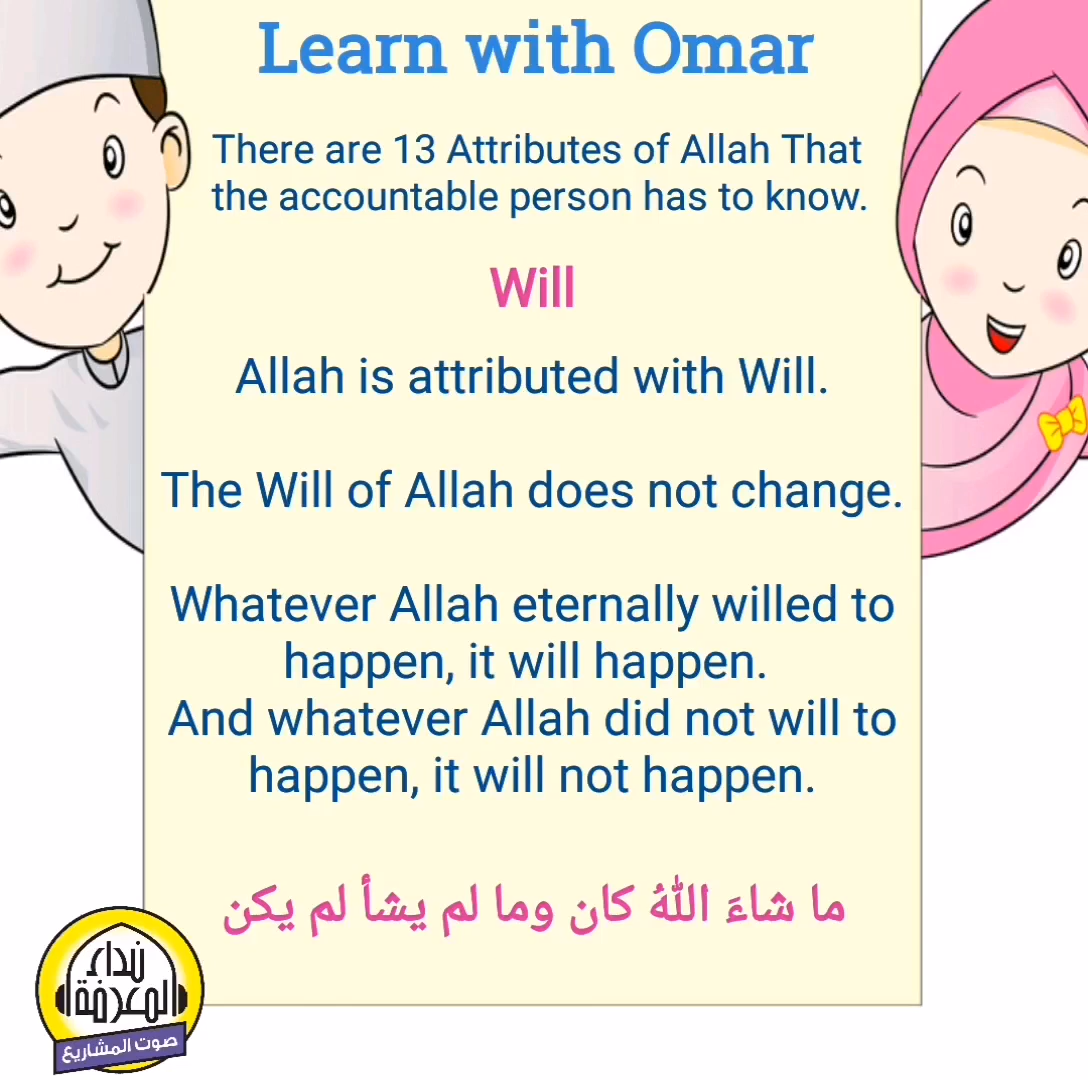 Learn with Omar
There are 13 Attributes of Allah That
the accountable person has to know.
Will
Allah is attributed with Will.
The Will of Allah does not change.
Whatever Allah eternally willed to
happen, it will happen.
And whatever Allah did not will to
happen, it will not happen.
ما شاءَ اللّٰهُ كان وما لم يشأ لم يكن
نداء
المعرفة
صوت المشاريع